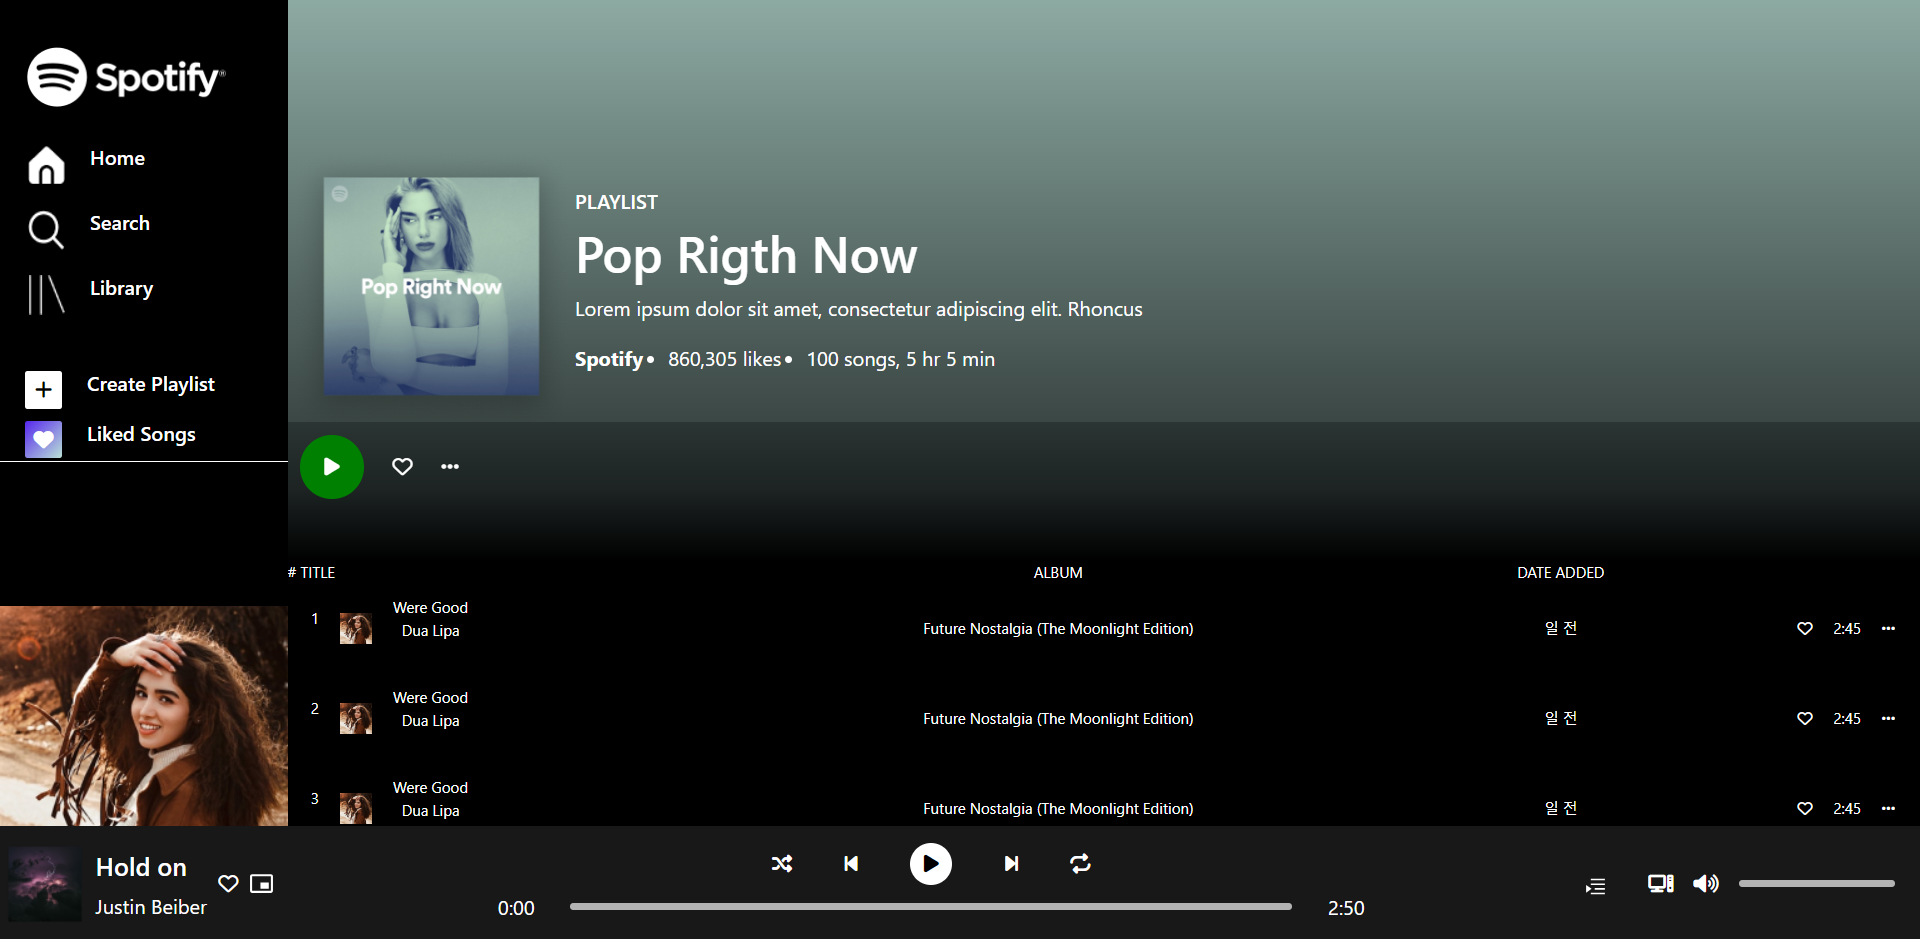 Spotify®
Home
Search
Library
Create Playlist
Liked Songs
Pop Right Now
PLAYLIST
Pop Rigth Now
Lorem ipsum dolor sit amet, consectetur adipiscing elit. Rhoncus
Spotify• 860,305 likes• 100 songs, 5 hr 5 min
# TITLE ALBUM DATE ADDED
1 Were Good
Dua Lipa
Future Nostalgia (The Moonlight Edition) 일 전 2:45
2 Were Good
Dua Lipa
Future Nostalgia (The Moonlight Edition) 일 전 2:45
3 Were Good
Dua Lipa
Future Nostalgia (The Moonlight Edition) 일 전 2:45
Hold on
Justin Beiber
0:00 2:50